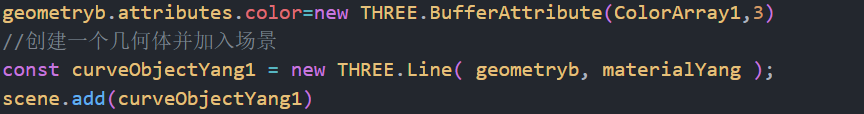 geometryb.attributes.color=new THREE.BufferAttribute(ColorArray1,3)
//创建一个几何体并加入场景
const curveObjectYang1 = new THREE.Line( geometryb, materialYang );
scene.add(curveObjectYang1)